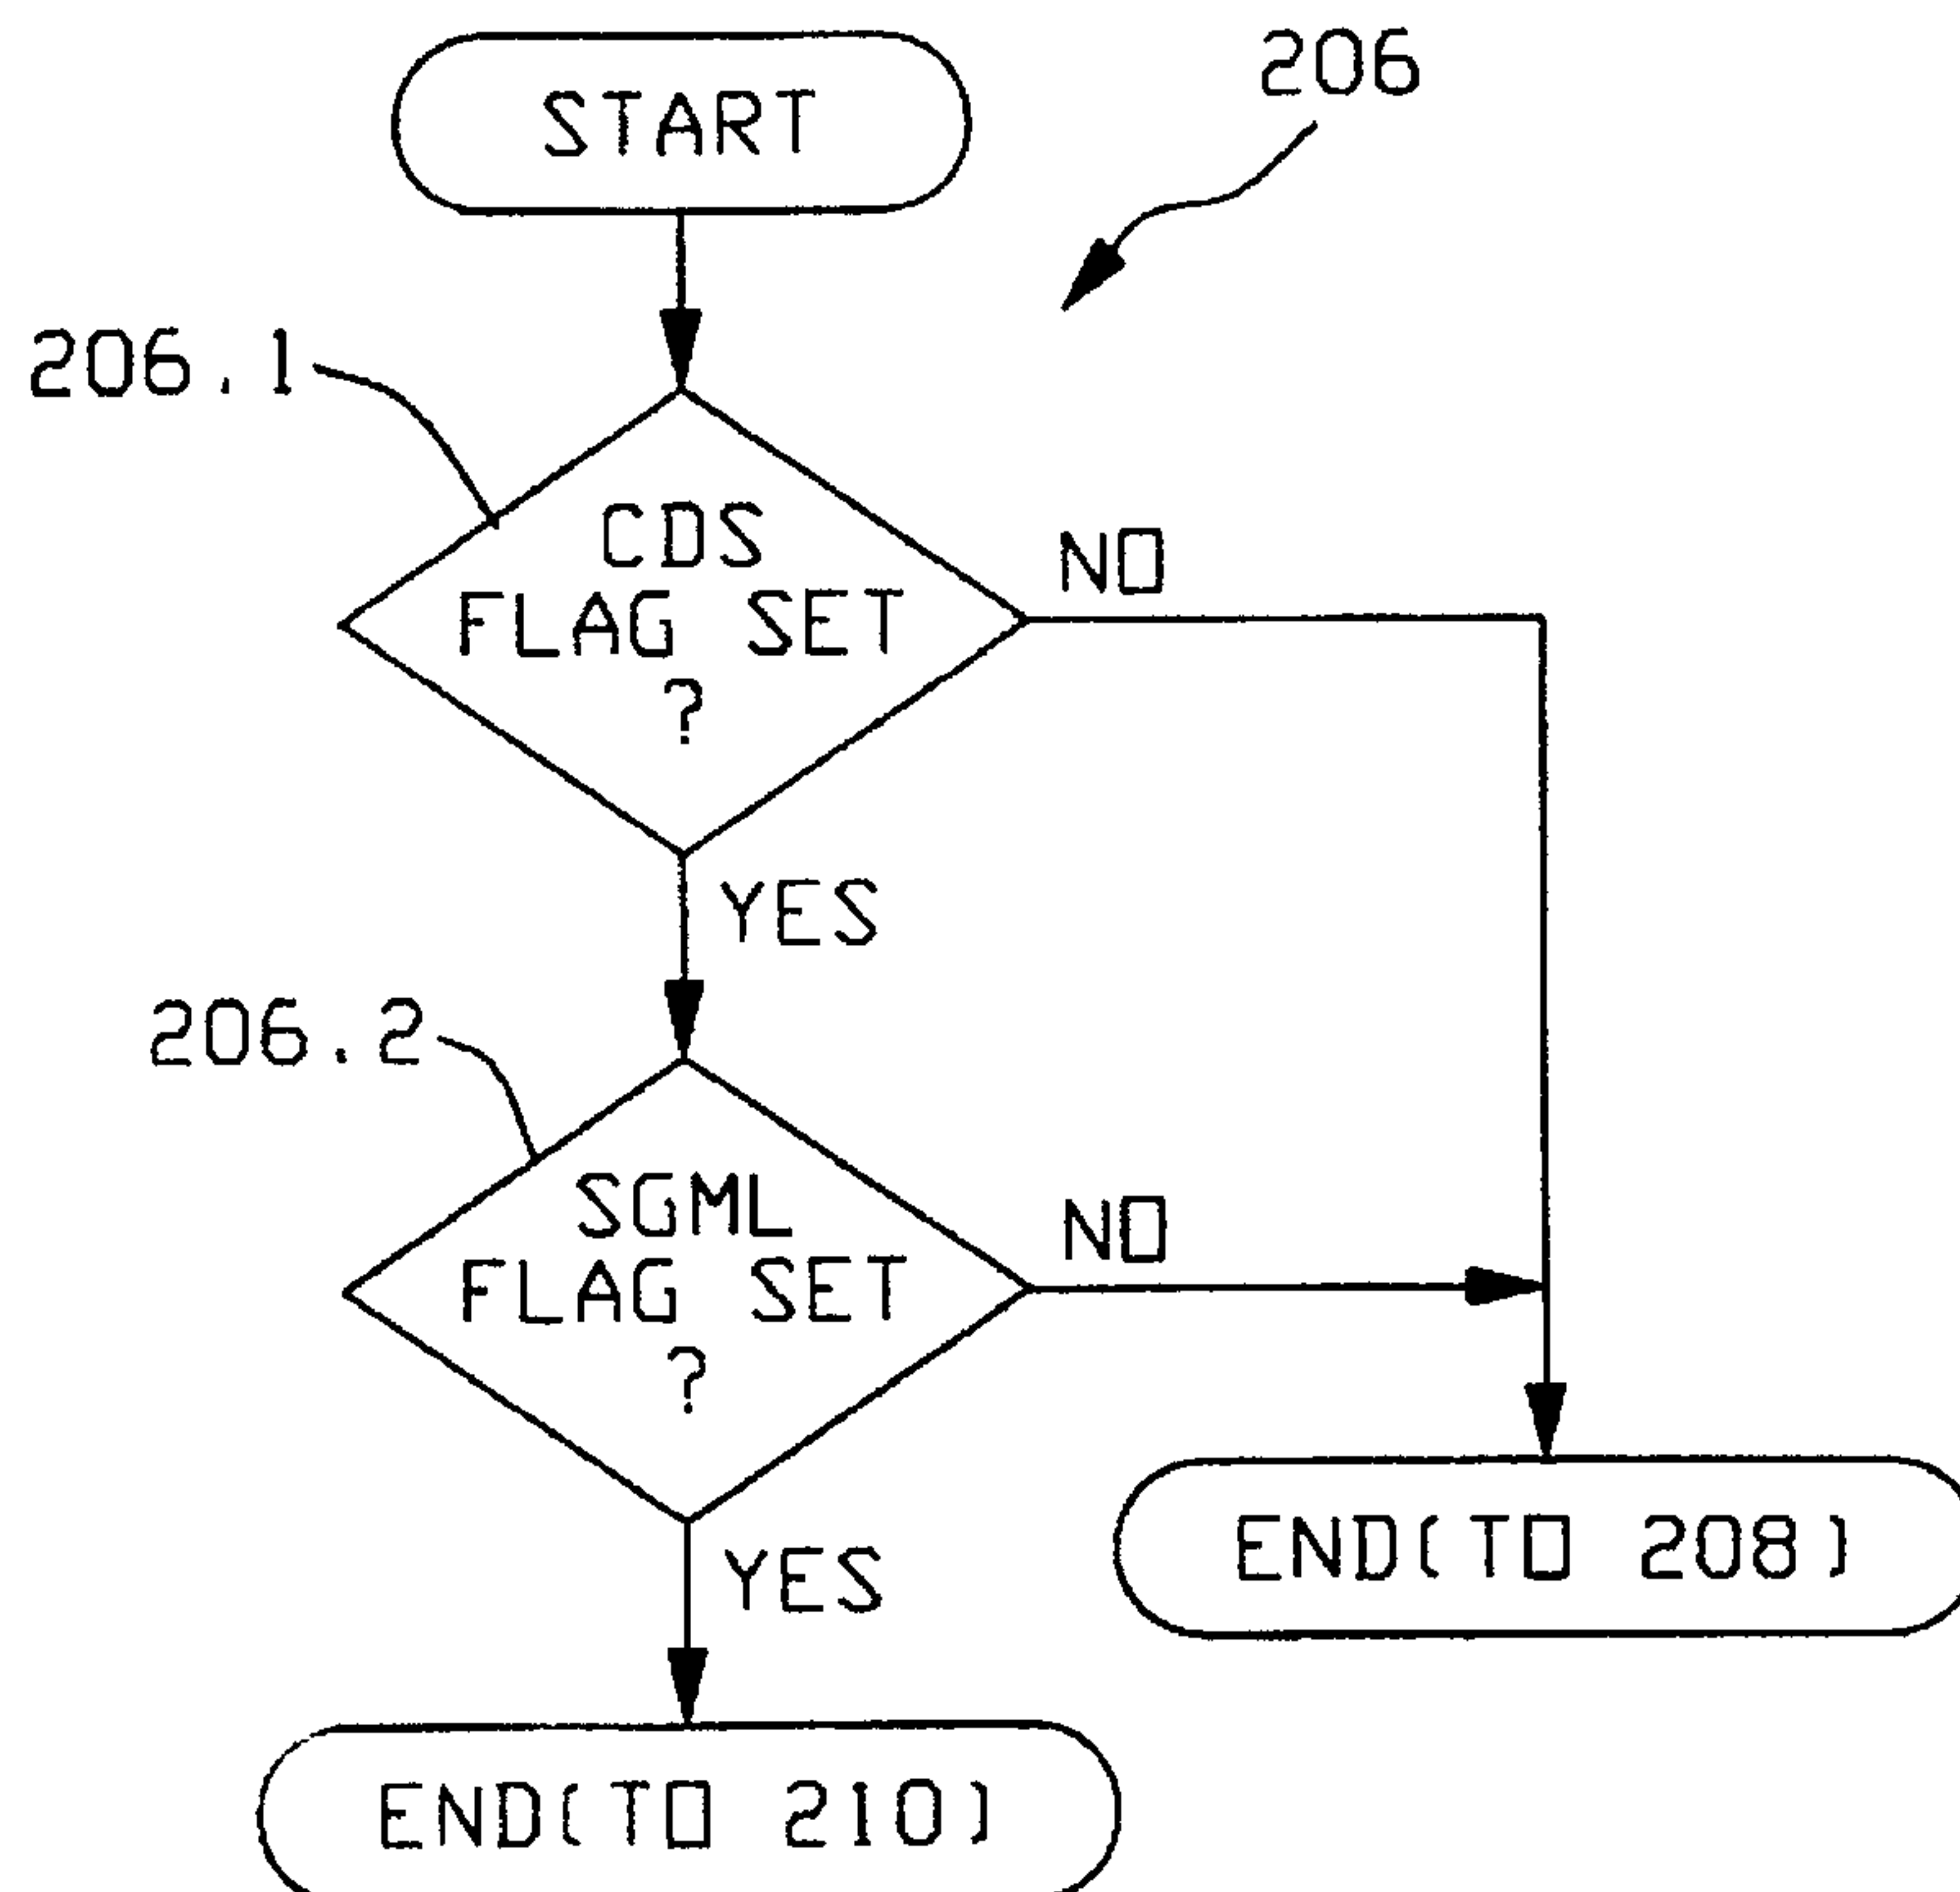 START
206
206.1
CDS
FLAG SET
?
NO
YES
206.2
SGML
FLAG SET
?
NO
YES
END(TO 208)
END(TO 210)